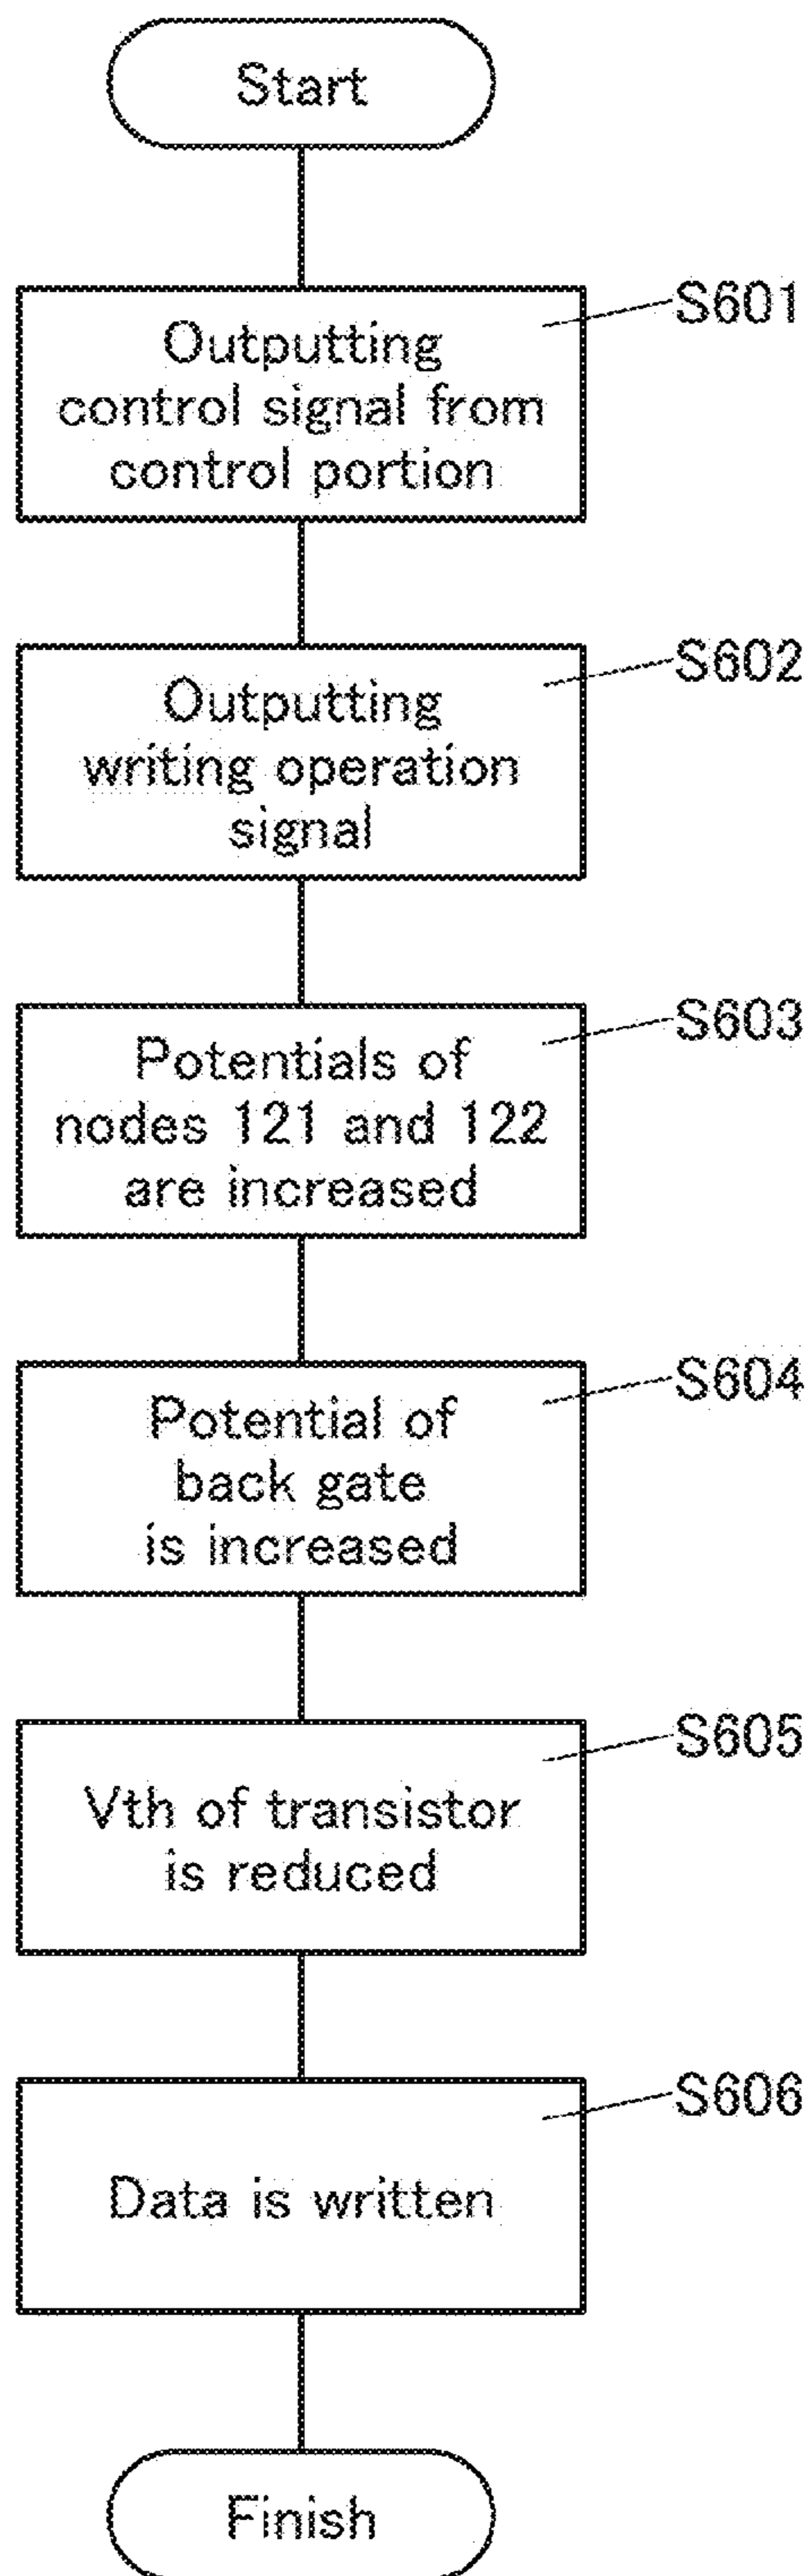 Start
S601
Outputting
control signal from
control portion
S602
Outputting
writing operation
signal
S603
Potentials of
nodes 121 and 122
are increased
S604
Potential of
back gate
is increased
S605
Vth of transistor
is reduced
S606
Data is written
Finish